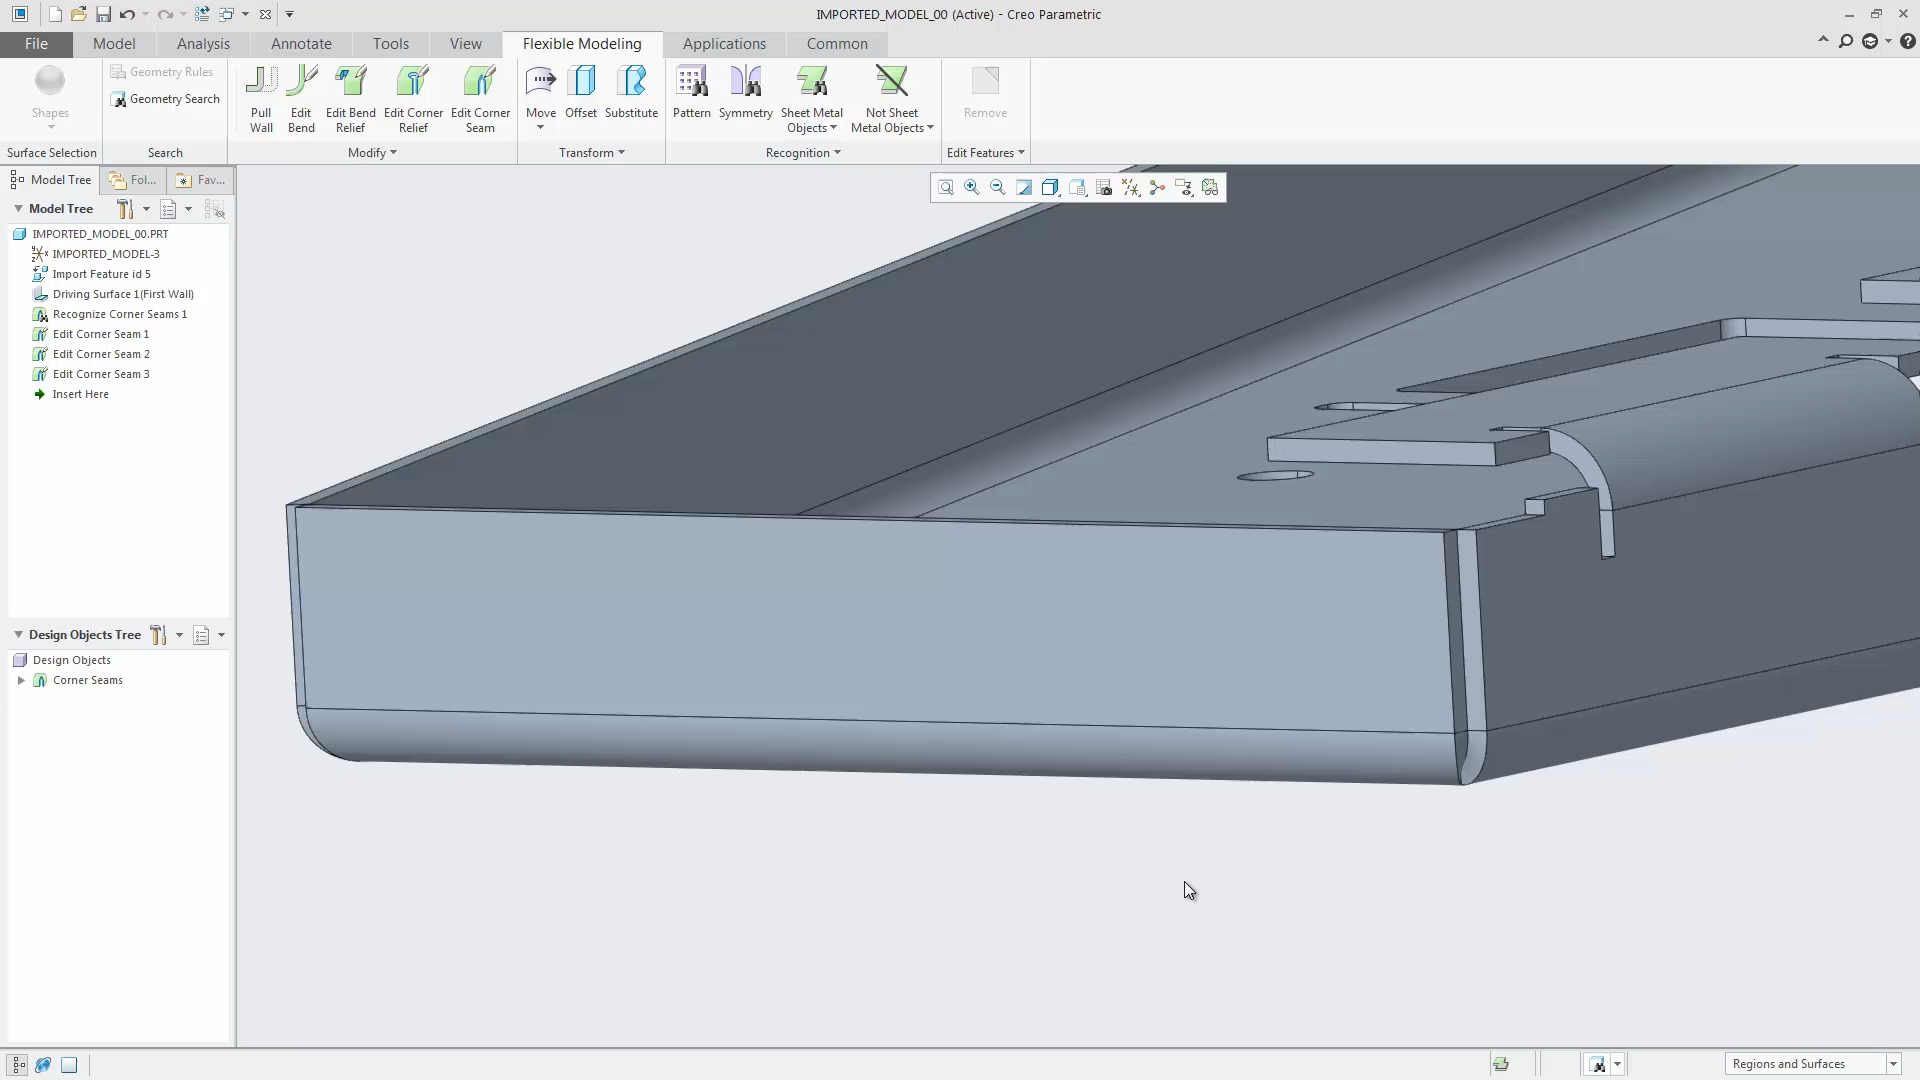 IMPORTED_MODEL_00 (Active) - Creo Parametric
File
Model
Analysis
Annotate
Tools
View
Flexible Modeling
Applications
Common
Shapes
Geometry Rules
Geometry Search
Pull Wall
Edit Bend
Edit Bend Relief
Edit Corner Relief
Edit Corner Seam
Move
Offset
Substitute
Pattern
Symmetry
Sheet Metal Objects
Not Sheet Metal Objects
Remove
Surface Selection
Search
Modify
Transform
Recognition
Edit Features
Model Tree
Fol...
Fav...
Model Tree
IMPORTED_MODEL_00.PRT
IMPORTED_MODEL-3
Import Feature id 5
Driving Surface 1(First Wall)
Recognize Corner Seams 1
Edit Corner Seam 1
Edit Corner Seam 2
Edit Corner Seam 3
Insert Here
Design Objects Tree
Design Objects
Corner Seams
Regions and Surfaces